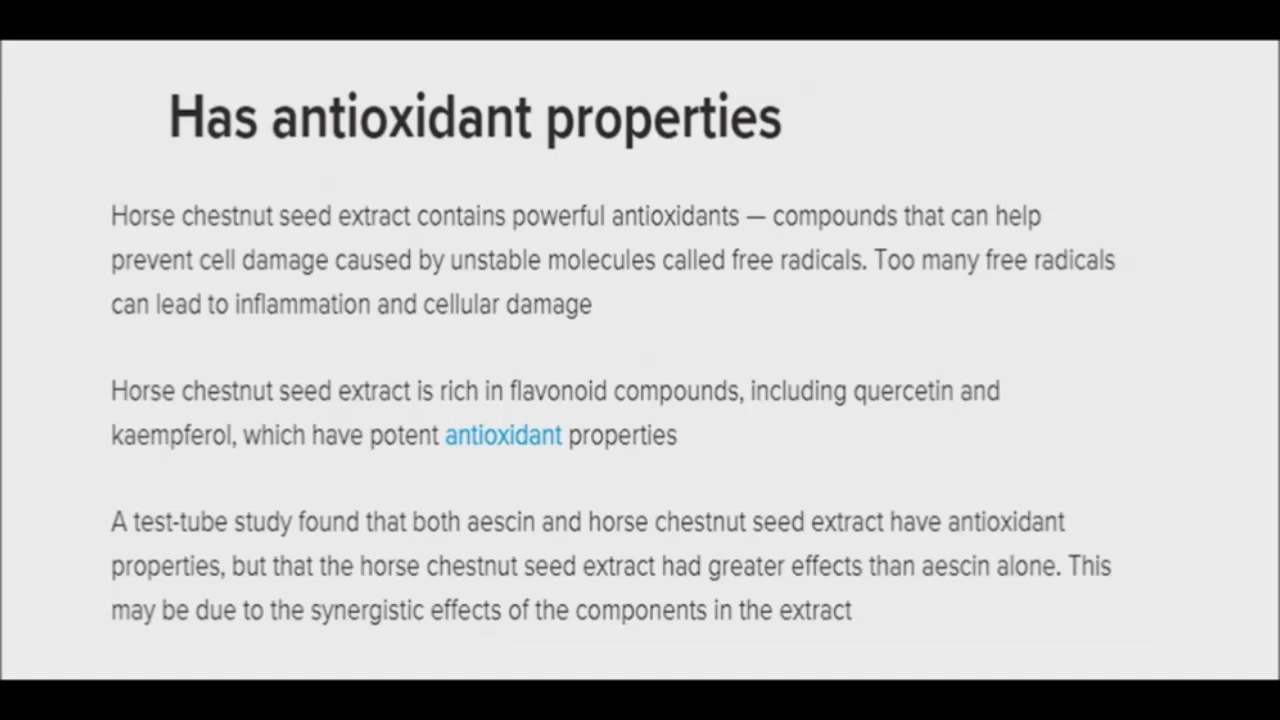 Has antioxidant properties
Horse chestnut seed extract contains powerful antioxidants — compounds that can help
prevent cell damage caused by unstable molecules called free radicals. Too many free radicals
can lead to inflammation and cellular damage
Horse chestnut seed extract is rich in flavonoid compounds, including quercetin and
kaempferol, which have potent antioxidant properties
A test-tube study found that both aescin and horse chestnut seed extract have antioxidant
properties, but that the horse chestnut seed extract had greater effects than aescin alone. This
may be due to the synergistic effects of the components in the extract